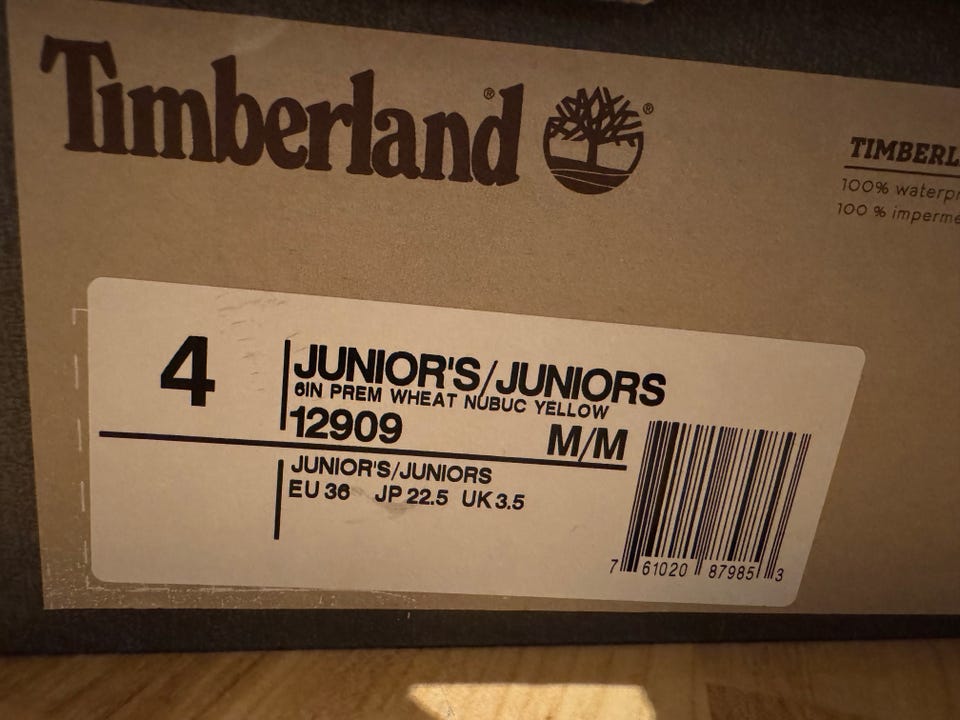 Timberland®
®
TIMBERL
100% waterpr
100 % imperme
4
JUNIOR'S/JUNIORS
6IN PREM WHEAT NUBUC YELLOW
12909 M/M
JUNIOR'S/JUNIORS
EU 36 JP 22.5 UK 3.5
7 61020 87985 3